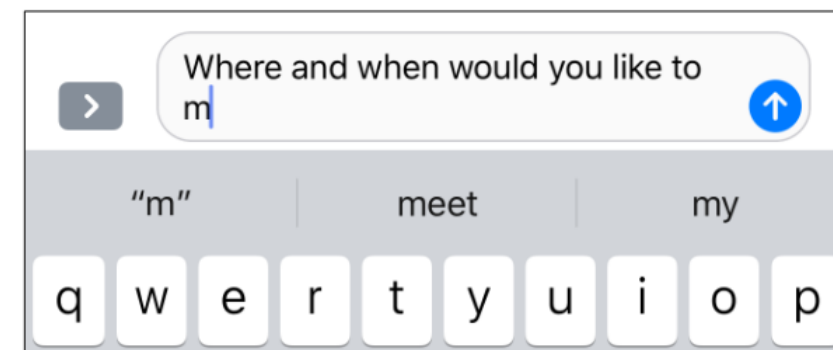 Where and when would you like to
m
“m” meet my
q w e r t y u i o p